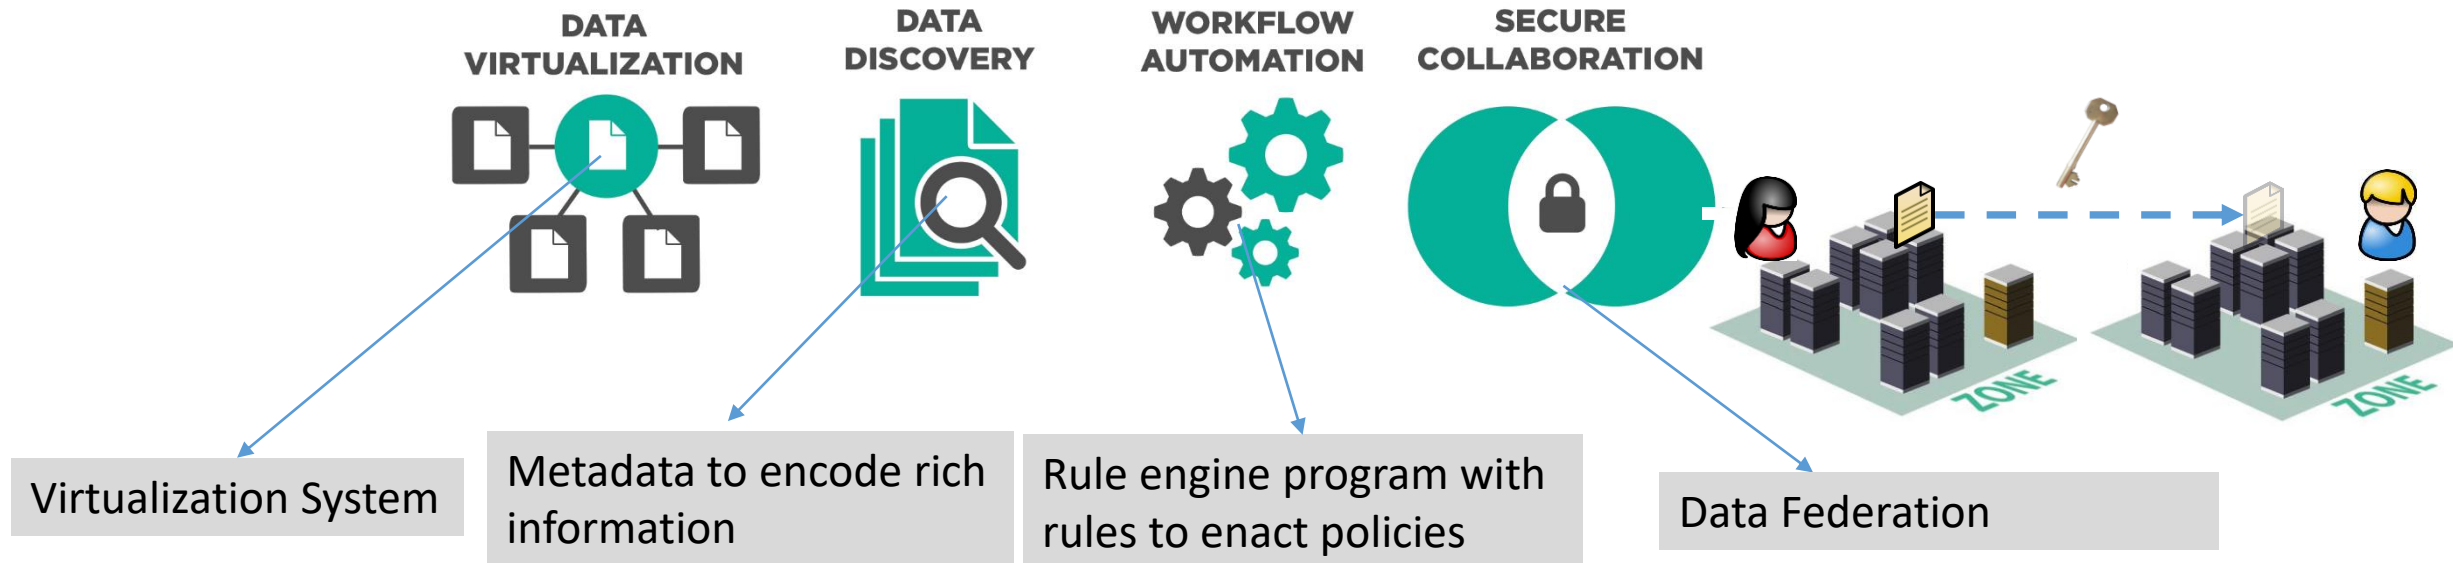 DATA
VIRTUALIZATION
DATA
DISCOVERY
WORKFLOW
AUTOMATION
SECURE
COLLABORATION
ZONE
ZONE
Virtualization System
Metadata to encode rich
information
Rule engine program with
rules to enact policies
Data Federation